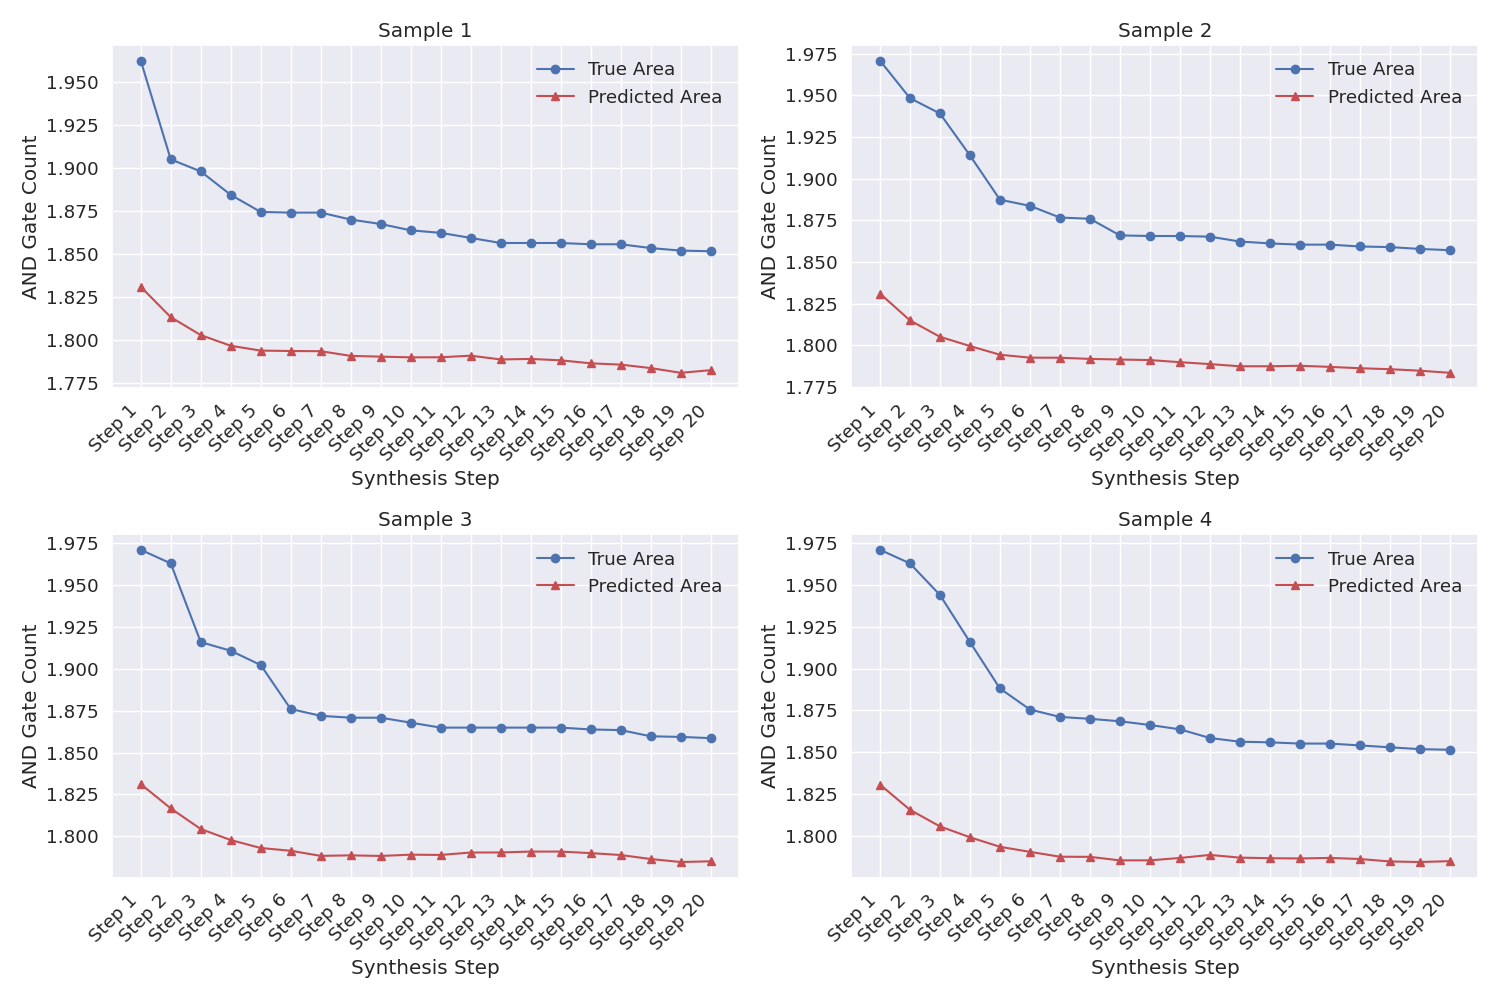 Sample 1
AND Gate Count
1.950
1.925
1.900
1.875
1.850
1.825
1.800
1.775
True Area
Predicted Area
Step 1
Step 2
Step 3
Step 4
Step 5
Step 6
Step 7
Step 8
Step 9
Step 10
Step 11
Step 12
Step 13
Step 14
Step 15
Step 16
Step 17
Step 18
Step 19
Step 20
Synthesis Step
Sample 2
AND Gate Count
1.975
1.950
1.925
1.900
1.875
1.850
1.825
1.800
1.775
True Area
Predicted Area
Step 1
Step 2
Step 3
Step 4
Step 5
Step 6
Step 7
Step 8
Step 9
Step 10
Step 11
Step 12
Step 13
Step 14
Step 15
Step 16
Step 17
Step 18
Step 19
Step 20
Synthesis Step
Sample 3
AND Gate Count
1.975
1.950
1.925
1.900
1.875
1.850
1.825
1.800
True Area
Predicted Area
Step 1
Step 2
Step 3
Step 4
Step 5
Step 6
Step 7
Step 8
Step 9
Step 10
Step 11
Step 12
Step 13
Step 14
Step 15
Step 16
Step 17
Step 18
Step 19
Step 20
Synthesis Step
Sample 4
AND Gate Count
1.975
1.950
1.925
1.900
1.875
1.850
1.825
1.800
True Area
Predicted Area
Step 1
Step 2
Step 3
Step 4
Step 5
Step 6
Step 7
Step 8
Step 9
Step 10
Step 11
Step 12
Step 13
Step 14
Step 15
Step 16
Step 17
Step 18
Step 19
Step 20
Synthesis Step